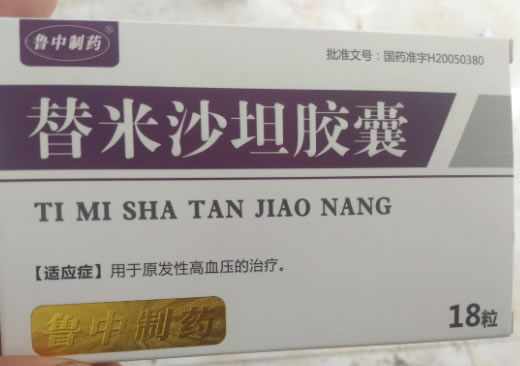 鲁中制药®
批准文号：国药准字H20050380
替米沙坦胶囊
TI MI SHA TAN JIAO NANG
【适应症】用于原发性高血压的治疗。
鲁中制药
18粒